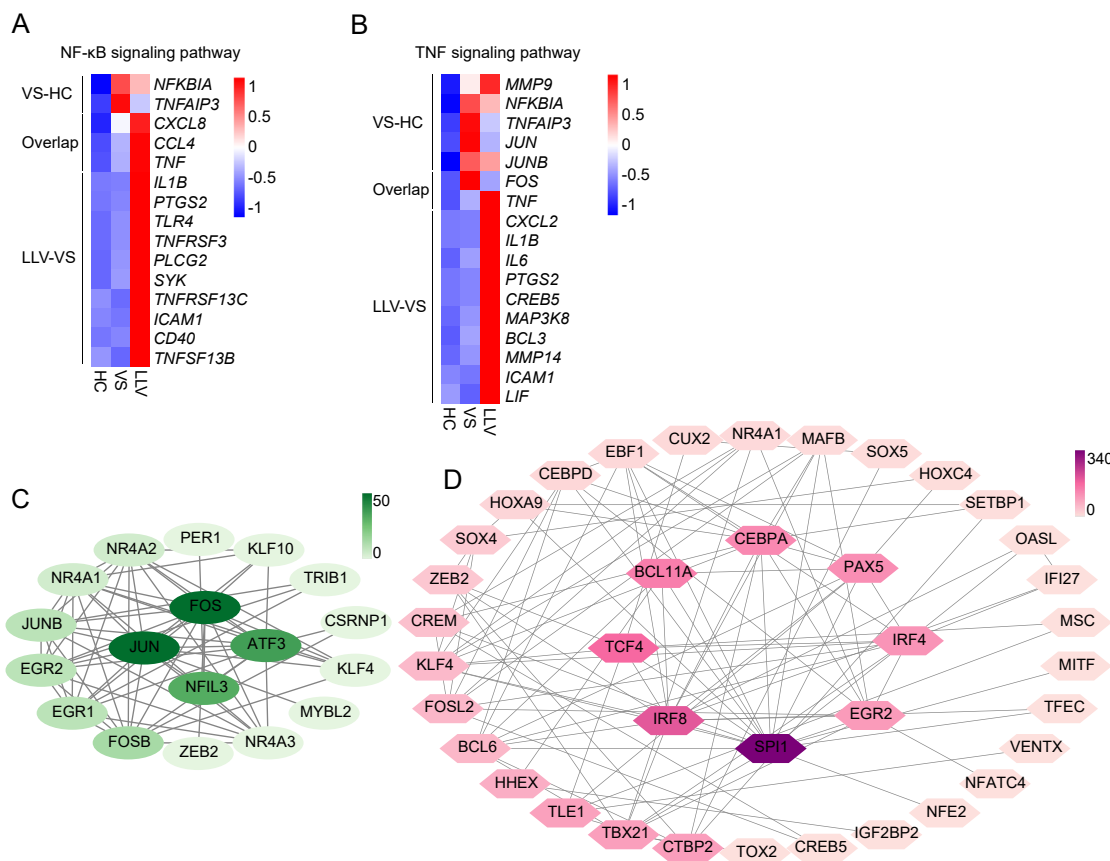 A
NF-κB signaling pathway
VS-HC
Overlap
LLV-VS
NFKBIA
TNFAIP3
CXCL8
CCL4
TNF
IL1B
PTGS2
TLR4
TNFRSF3
PLCG2
SYK
TNFRSF13C
ICAM1
CD40
TNFSF13B
1
0.5
0
-0.5
-1
HC
VS
LLV
B
TNF signaling pathway
VS-HC
Overlap
LLV-VS
MMP9
NFKBIA
TNFAIP3
JUN
JUNB
FOS
TNF
CXCL2
IL1B
IL6
PTGS2
CREB5
MAP3K8
BCL3
MMP14
ICAM1
LIF
1
0.5
0
-0.5
-1
HC
VS
LLV
C
50
0
PER1
NR4A2
KLF10
NR4A1
TRIB1
FOS
JUNB
CSRNP1
JUN
ATF3
EGR2
KLF4
NFIL3
EGR1
MYBL2
FOSB
ZEB2
NR4A3
D
340
0
NR4A1
CUX2
MAFB
EBF1
SOX5
CEBPD
HOXC4
HOXA9
SETBP1
SOX4
CEBPA
OASL
BCL11A
PAX5
ZEB2
IFI27
CREM
MSC
TCF4
IRF4
KLF4
MITF
FOSL2
IRF8
EGR2
TFEC
BCL6
SPI1
VENTX
HHEX
NFATC4
TLE1
NFE2
TBX21
IGF2BP2
CTBP2
TOX2
CREB5